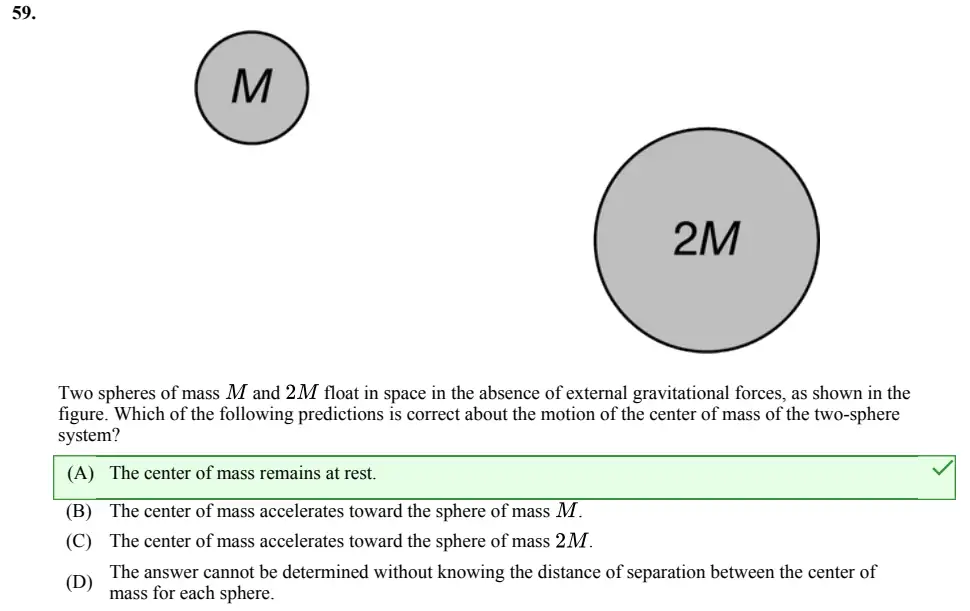 59.
M
2M
Two spheres of mass M and 2M float in space in the absence of external gravitational forces, as shown in the
figure. Which of the following predictions is correct about the motion of the center of mass of the two-sphere
system?
(A) The center of mass remains at rest.
(B) The center of mass accelerates toward the sphere of mass M.
(C) The center of mass accelerates toward the sphere of mass 2M.
(D) The answer cannot be determined without knowing the distance of separation between the center of
mass for each sphere.